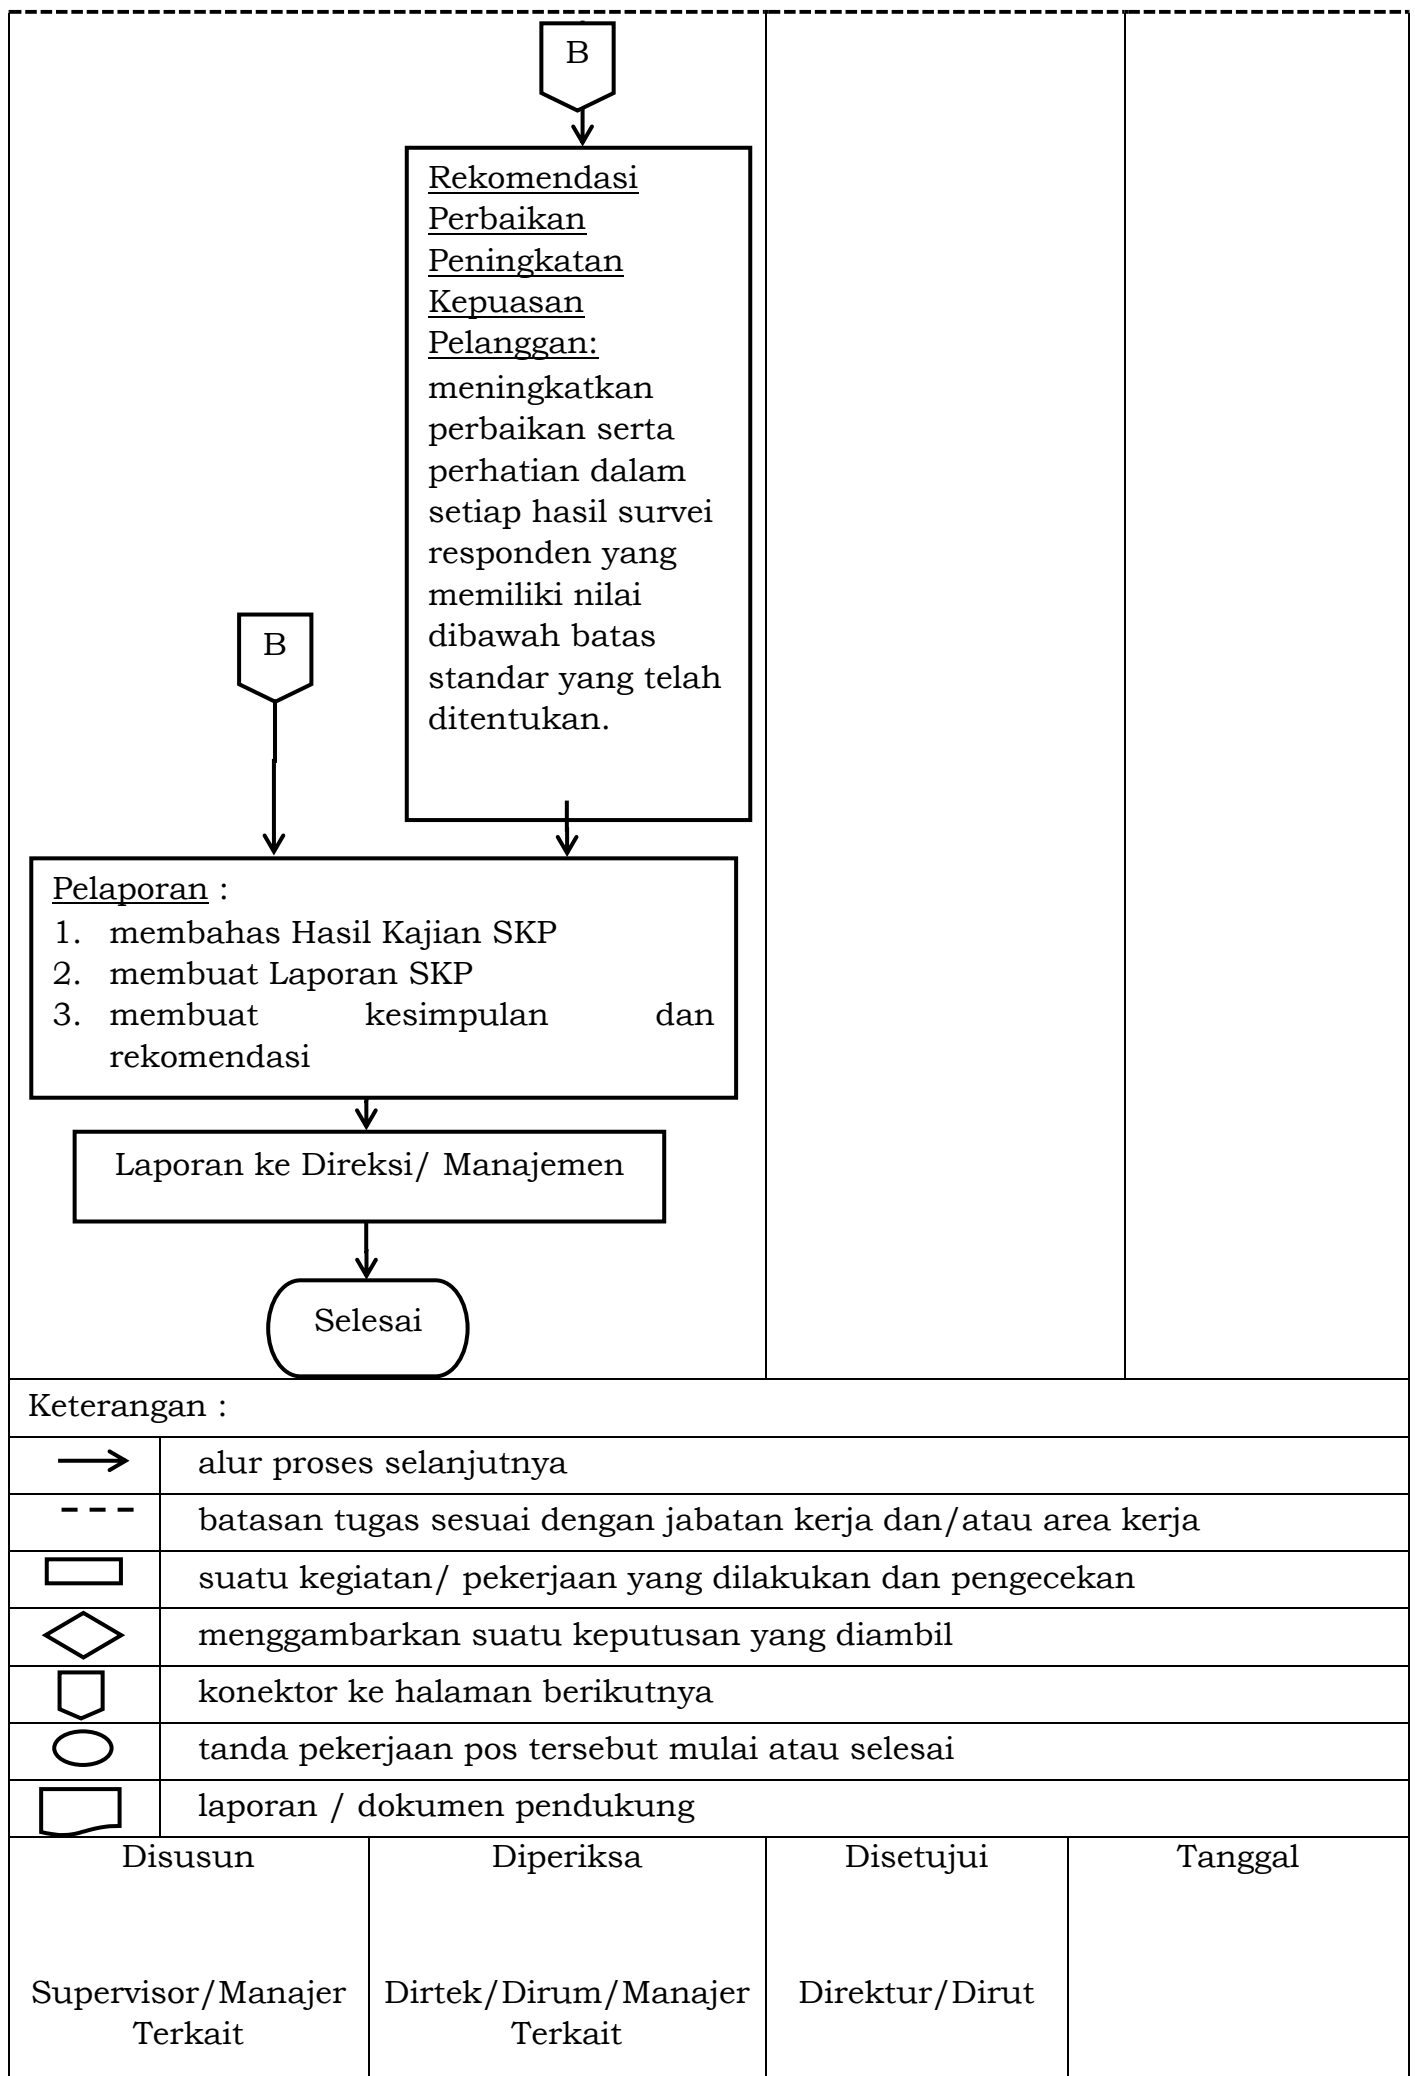 B
Rekomendasi
Perbaikan
Peningkatan
Kepuasan
Pelanggan:
meningkatkan
perbaikan serta
perhatian dalam
setiap hasil survei
responden yang
memiliki nilai
dibawah batas
standar yang telah
ditentukan.
B
Pelaporan :
1. membahas Hasil Kajian SKP
2. membuat Laporan SKP
3. membuat kesimpulan dan
rekomendasi
Laporan ke Direksi/ Manajemen
Selesai
Keterangan :
alur proses selanjutnya
batasan tugas sesuai dengan jabatan kerja dan/atau area kerja
suatu kegiatan/ pekerjaan yang dilakukan dan pengecekan
menggambarkan suatu keputusan yang diambil
konektor ke halaman berikutnya
tanda pekerjaan pos tersebut mulai atau selesai
laporan / dokumen pendukung
Disusun
Supervisor/Manajer
Terkait
Diperiksa
Dirtek/Dirum/Manajer
Terkait
Disetujui
Direktur/Dirut
Tanggal